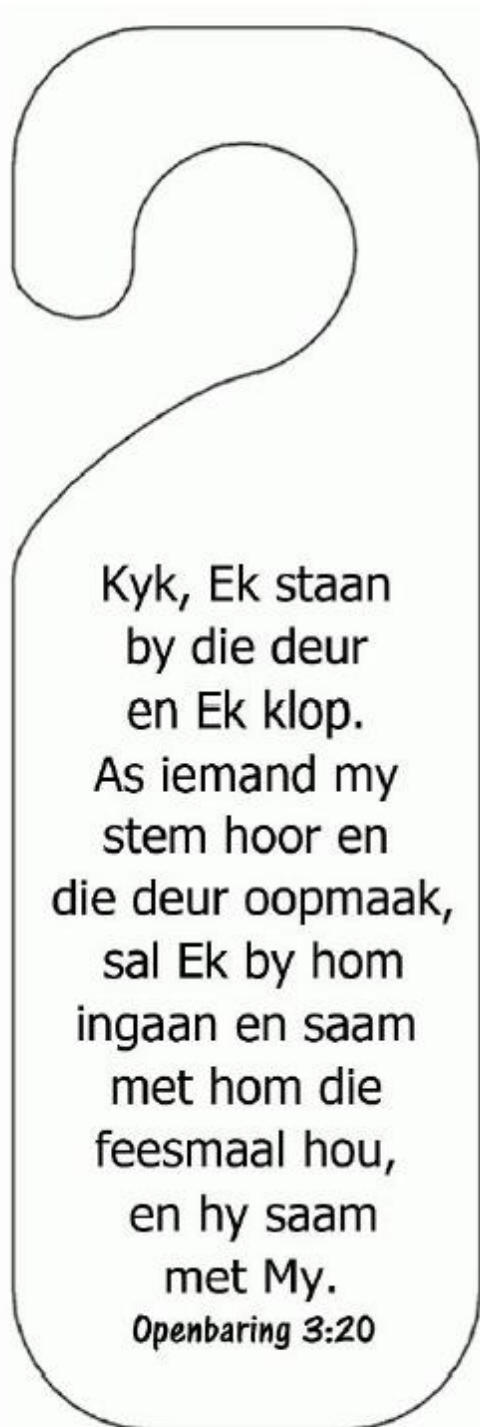 Kyk, Ek staan
by die deur
en Ek klop.
As iemand my
stem hoor en
die deur oopmaak,
sal Ek by hom
ingaan en saam
met hom die
feesmaal hou,
en hy saam
met My.
Openbaring 3:20